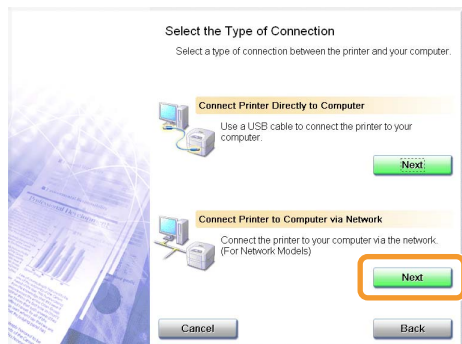 Select the Type of Connection
Select a type of connection between the printer and your computer.
Connect Printer Directly to Computer
Use a USB cable to connect the printer to your
computer.
Next
Connect Printer to Computer via Network
Connect the printer to your computer via the network.
(For Network Models)
Next
Cancel
Back